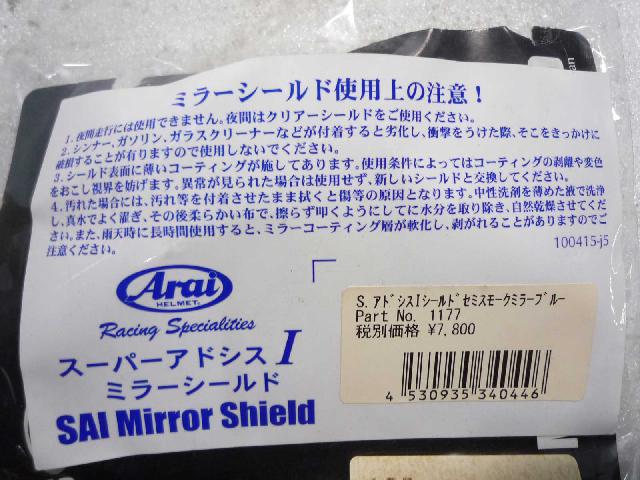 ミラーシールド使用上の注意！
1. 夜間走行には使用できません。夜間はクリアーシールドをご使用ください。
2. シンナー、ガソリン、ガラスクリーナーなどが付着すると劣化し、衝撃をうけた際、そこをきっかけに
破損することが有りますので使用しないでください。
3. シールド表面に薄いコーティングが施してあります。使用条件によってはコーティングの剥離や変色
をおこし視界を妨げます。異常が見られた場合は使用せず、新しいシールドと交換してください。
4. 汚れた場合には、汚れ等を付着させたまま拭くと傷等の原因となります。中性洗剤を薄めた液で洗浄
し、真水でよく濯ぎ、その後柔らかい布で、擦らず叩くようにしてに水分を取り除き、自然乾燥させてくだ
さい。また、雨天時に長時間使用すると、ミラーコーティング層が軟化し、剥がれることがありますのでご
注意ください。
100415-j5
Arai
HELMET
Racing Specialities
スーパーアドシス I
ミラーシールド
SAI Mirror Shield
S.アドシスIシールドセミスモークミラーブルー
Part No. 1177
税別価格 ¥7,800
4 530935 340446